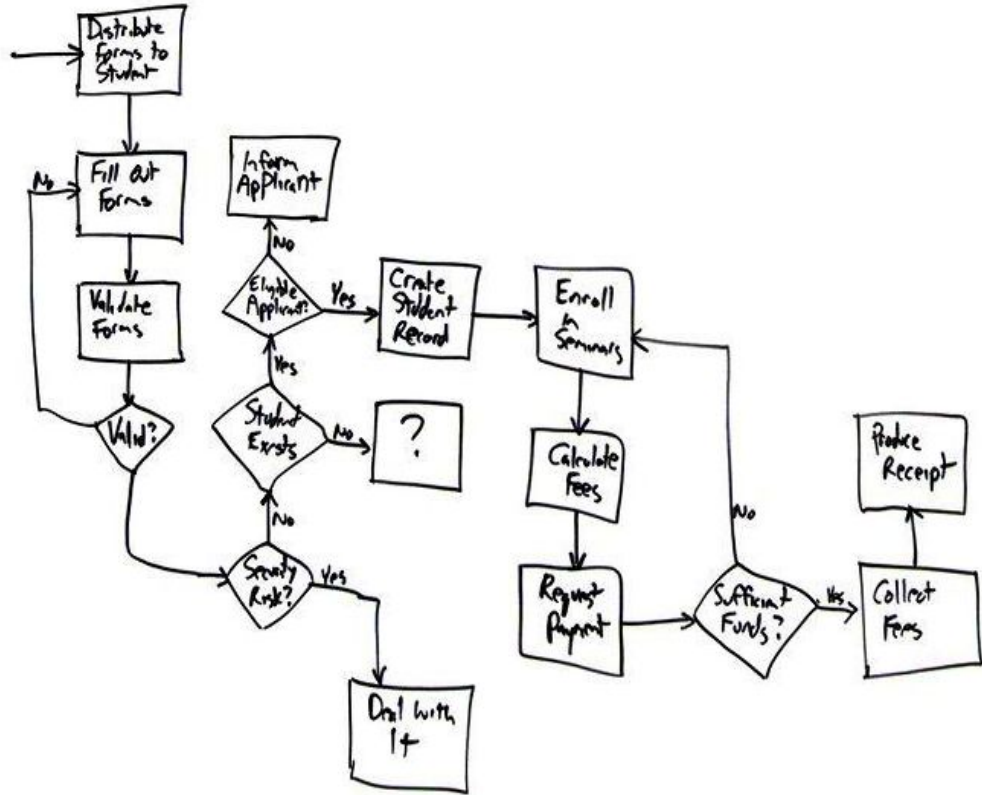 Distribute
Forms to
Student
No
Fill out
Forms
Validate
Forms
Valid?
Inform
Applicant
No
Eligible
Applicant?
Yes
Create
Student
Record
Enroll
in
Seminars
Yes
Student
Exists
No
?
No
Security
Risk?
Yes
Deal with
It
Calculate
Fees
Request
Payment
No
Sufficient
Funds?
Yes
Collect
Fees
Produce
Receipt